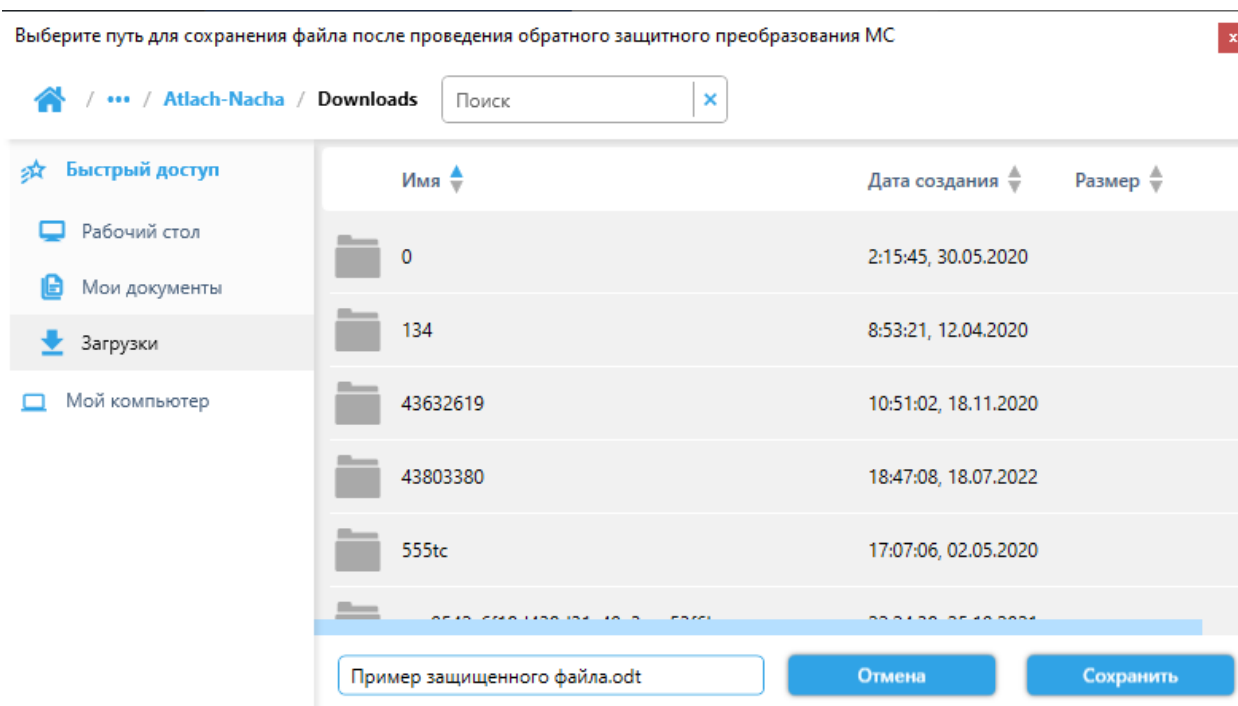 Выберите путь для сохранения файла после проведения обратного защитного преобразования МС
x
/ ••• / Atlach-Nacha / Downloads Поиск ×
Быстрый доступ
Имя Дата создания Размер
Рабочий стол
0 2:15:45, 30.05.2020
Мои документы
134 8:53:21, 12.04.2020
Загрузки
Мой компьютер
43632619 10:51:02, 18.11.2020
43803380 18:47:08, 18.07.2022
555tc 17:07:06, 02.05.2020
Пример защищенного файла.odt Отмена Сохранить